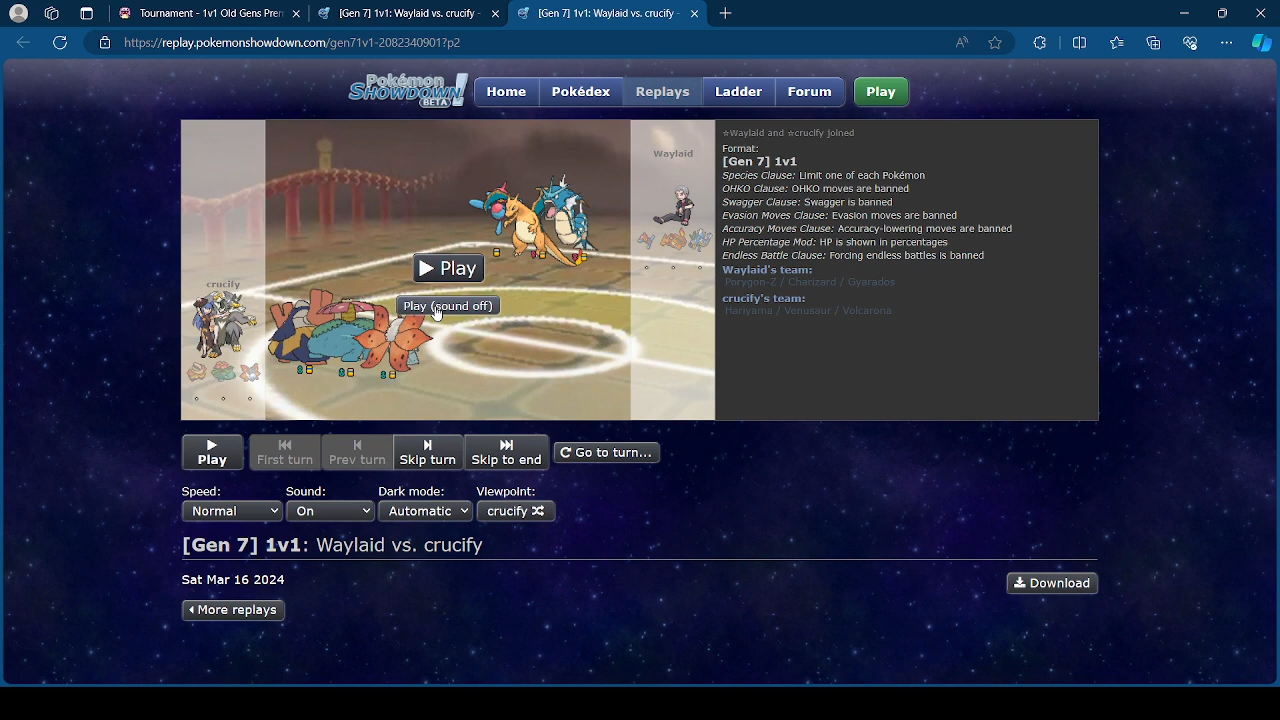 Tournament - 1v1 Old Gens Prem
[Gen 7] 1v1: Waylaid vs. crucify -
[Gen 7] 1v1: Waylaid vs. crucify -
https://replay.pokemonshowdown.com/gen71v1-2082340901?p2
Pokémon
SHOWDOWN!
BETA
Home
Pokédex
Replays
Ladder
Forum
Play
Waylaid
crucify
Play
Play (sound off)
☆Waylaid and ☆crucify joined
Format:
[Gen 7] 1v1
Species Clause: Limit one of each Pokémon
OHKO Clause: OHKO moves are banned
Swagger Clause: Swagger is banned
Evasion Moves Clause: Evasion moves are banned
Accuracy Moves Clause: Accuracy-lowering moves are banned
HP Percentage Mod: HP is shown in percentages
Endless Battle Clause: Forcing endless battles is banned
Waylaid's team:
Porygon-Z / Charizard / Gyarados
crucify's team:
Hariyama / Venusaur / Volcarona
Play
First turn
Prev turn
Skip turn
Skip to end
Go to turn...
Speed:
Sound:
Dark mode:
Viewpoint:
Normal
On
Automatic
crucify
[Gen 7] 1v1: Waylaid vs. crucify
Sat Mar 16 2024
Download
More replays